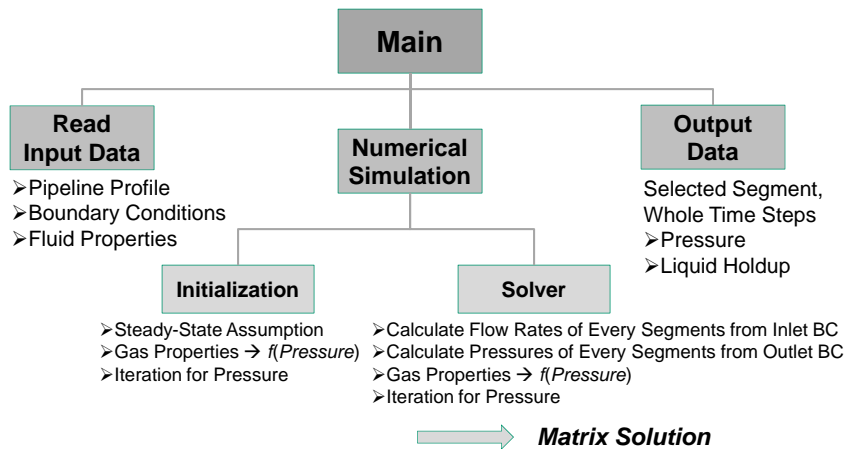 Main
Read
Input Data
➢Pipeline Profile
➢Boundary Conditions
➢Fluid Properties
Numerical
Simulation
Output
Data
Selected Segment,
Whole Time Steps
➢Pressure
➢Liquid Holdup
Initialization
➢Steady-State Assumption
➢Gas Properties → f(Pressure)
➢Iteration for Pressure
Solver
➢Calculate Flow Rates of Every Segments from Inlet BC
➢Calculate Pressures of Every Segments from Outlet BC
➢Gas Properties → f(Pressure)
➢Iteration for Pressure
Matrix Solution